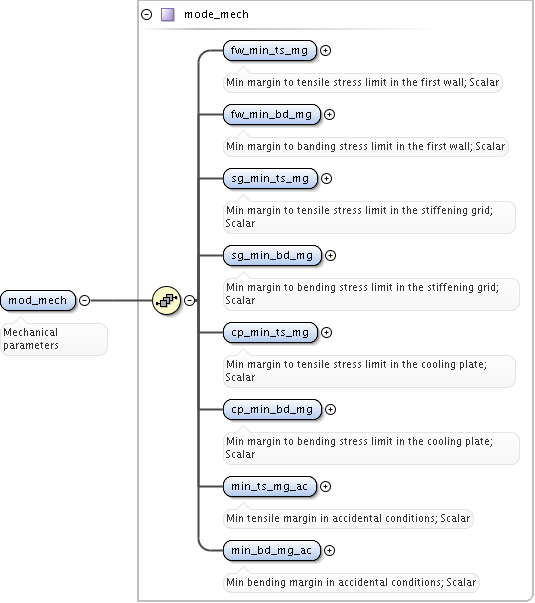 mode_mech
fw_min_ts_mg
Min margin to tensile stress limit in the first wall; Scalar
fw_min_bd_mg
Min margin to banding stress limit in the first wall; Scalar
sg_min_ts_mg
Min margin to tensile stress limit in the stiffening grid;
Scalar
sg_min_bd_mg
Min margin to bending stress limit in the stiffening grid;
Scalar
mod_mech
Mechanical
parameters
cp_min_ts_mg
Min margin to tensile stress limit in the cooling plate;
Scalar
cp_min_bd_mg
Min margin to bending stress limit in the cooling plate;
Scalar
min_ts_mg_ac
Min tensile margin in accidental conditions; Scalar
min_bd_mg_ac
Min bending margin in accidental conditions; Scalar